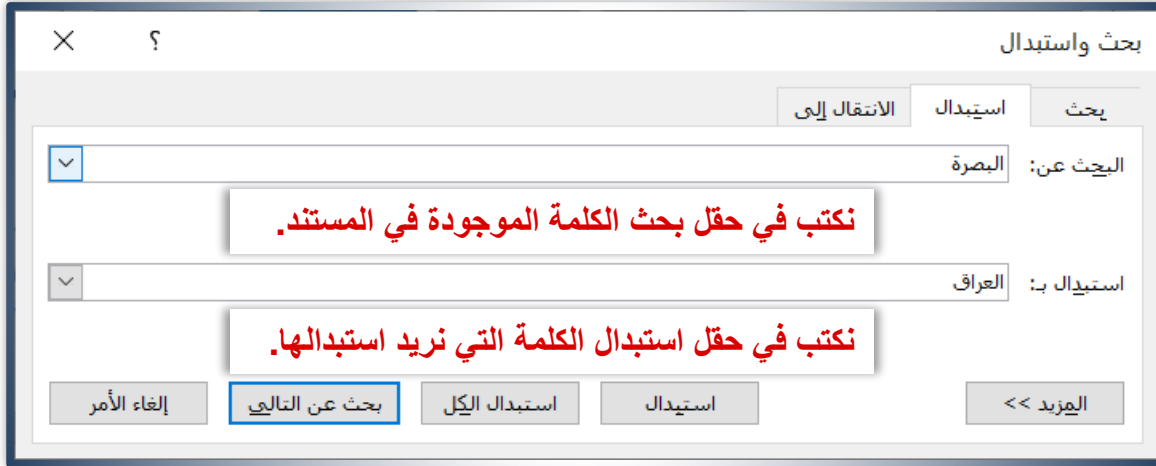 بحث واستبدال ؟
بحث استبدال الانتقال إلى
البحث عن: البصرة
نكتب في حقل بحث الكلمة الموجودة في المستند.
استبدال بـ: العراق
نكتب في حقل استبدال الكلمة التي نريد استبدالها.
المزيد >> استبدال استبدال الكل بحث عن التالي إلغاء الأمر